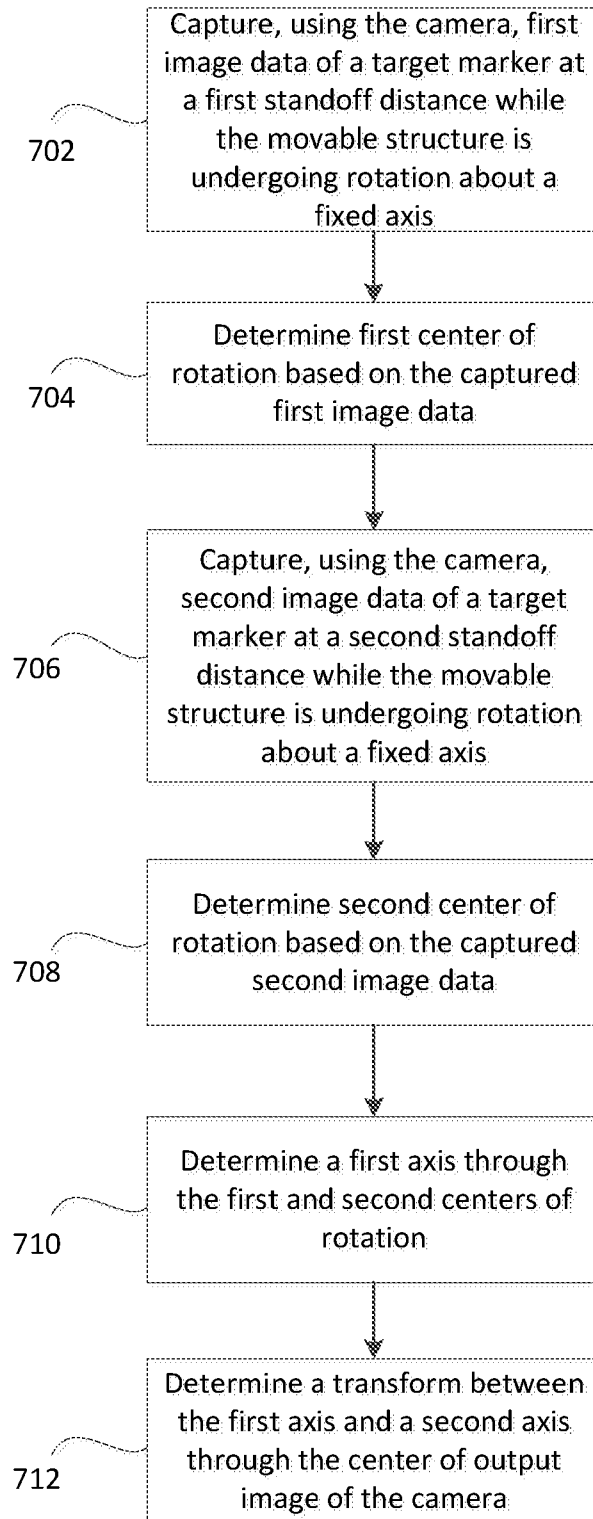 Capture, using the camera, first
image data of a target marker at
a first standoff distance while
the movable structure is
undergoing rotation about a
fixed axis
702
Determine first center of
rotation based on the captured
first image data
704
Capture, using the camera,
second image data of a target
marker at a second standoff
distance while the movable
structure is undergoing rotation
about a fixed axis
706
Determine second center of
rotation based on the captured
second image data
708
Determine a first axis through
the first and second centers of
rotation
710
Determine a transform between
the first axis and a second axis
through the center of output
image of the camera
712